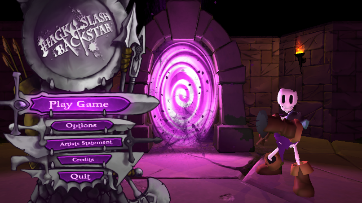 HACK SLASH
BACKSTAB
Play Game
Options
Artists Statement
Credits
Quit